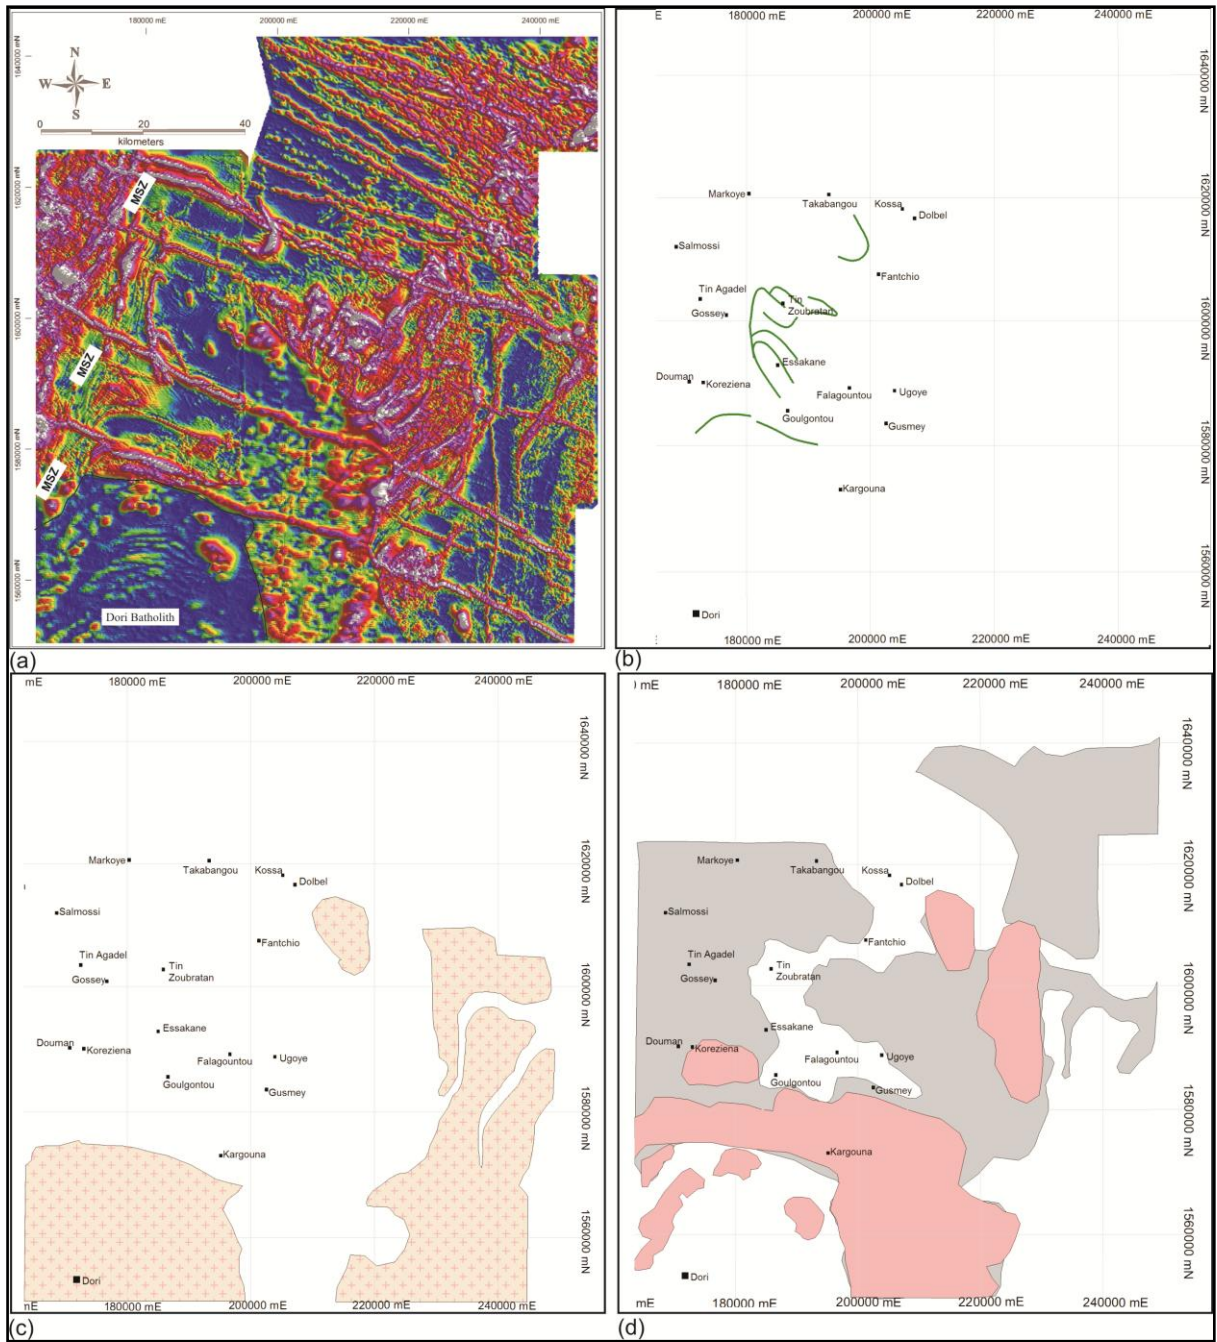 180000 mE 200000 mE 220000 mE 240000 mE
1640000 mN
1620000 mN
1600000 mN
1580000 mN
1560000 mN
N
W E
S
0 20 40
kilometers
MSZ
MSZ
MSZ
Dori Batholith
(a)
E 180000 mE 200000 mE 220000 mE 240000 mE
1640000 mN
1620000 mN
1600000 mN
1580000 mN
1560000 mN
Markoye
Takabangou
Kossa
Dolbel
Salmossi
Fantchio
Tin Agadel
Tin
Zoubratan
Gossey
Essakane
Douman
Koreziena
Falagountou
Ugoye
Goulgontou
Gusmey
Kargouna
Dori
180000 mE 200000 mE 220000 mE 240000 mE
(b)
mE 180000 mE 200000 mE 220000 mE 240000 mE
1640000 mN
1620000 mN
1600000 mN
1580000 mN
1560000 mN
Markoye
Takabangou
Kossa
Dolbel
Salmossi
Fantchio
Tin Agadel
Tin
Zoubratan
Gossey
Essakane
Douman
Koreziena
Falagountou
Ugoye
Goulgontou
Gusmey
Kargouna
Dori
mE 180000 mE 200000 mE 220000 mE 240000 mE
(c)
) mE 180000 mE 200000 mE 220000 mE 240000 mE
1640000 mN
1620000 mN
1600000 mN
1580000 mN
1560000 mN
Markoye
Takabangou
Kossa
Dolbel
Salmossi
Fantchio
Tin Agadel
Tin
Zoubratan
Gossey
Essakane
Douman
Koreziena
Falagountou
Ugoye
Goulgontou
Gusmey
Kargouna
Dori
mE 180000 mE 200000 mE 220000 mE 240000 mE
(d)